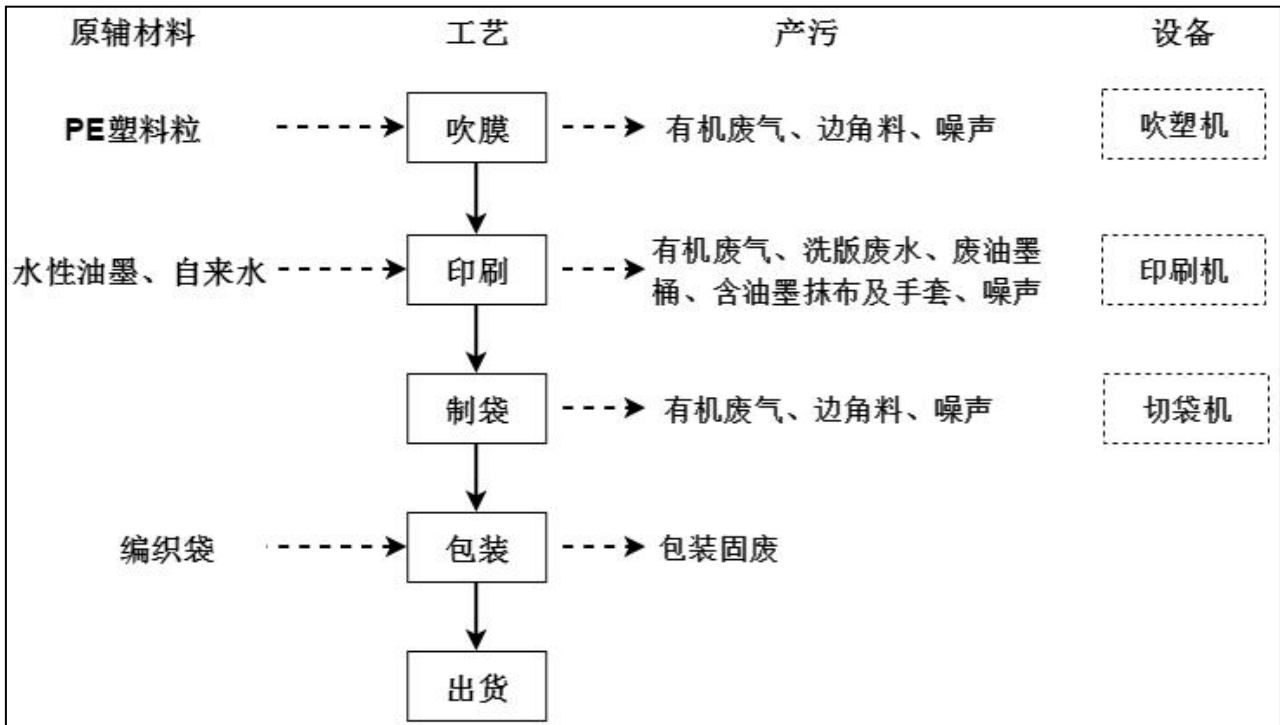 原辅材料 工艺 产污 设备
PE塑料粒 吹膜 有机废气、边角料、噪声 吹塑机
水性油墨、自来水 印刷 有机废气、洗版废水、废油墨
桶、含油墨抹布及手套、噪声 印刷机
制袋 有机废气、边角料、噪声 切袋机
编织袋 包装 包装固废
出货